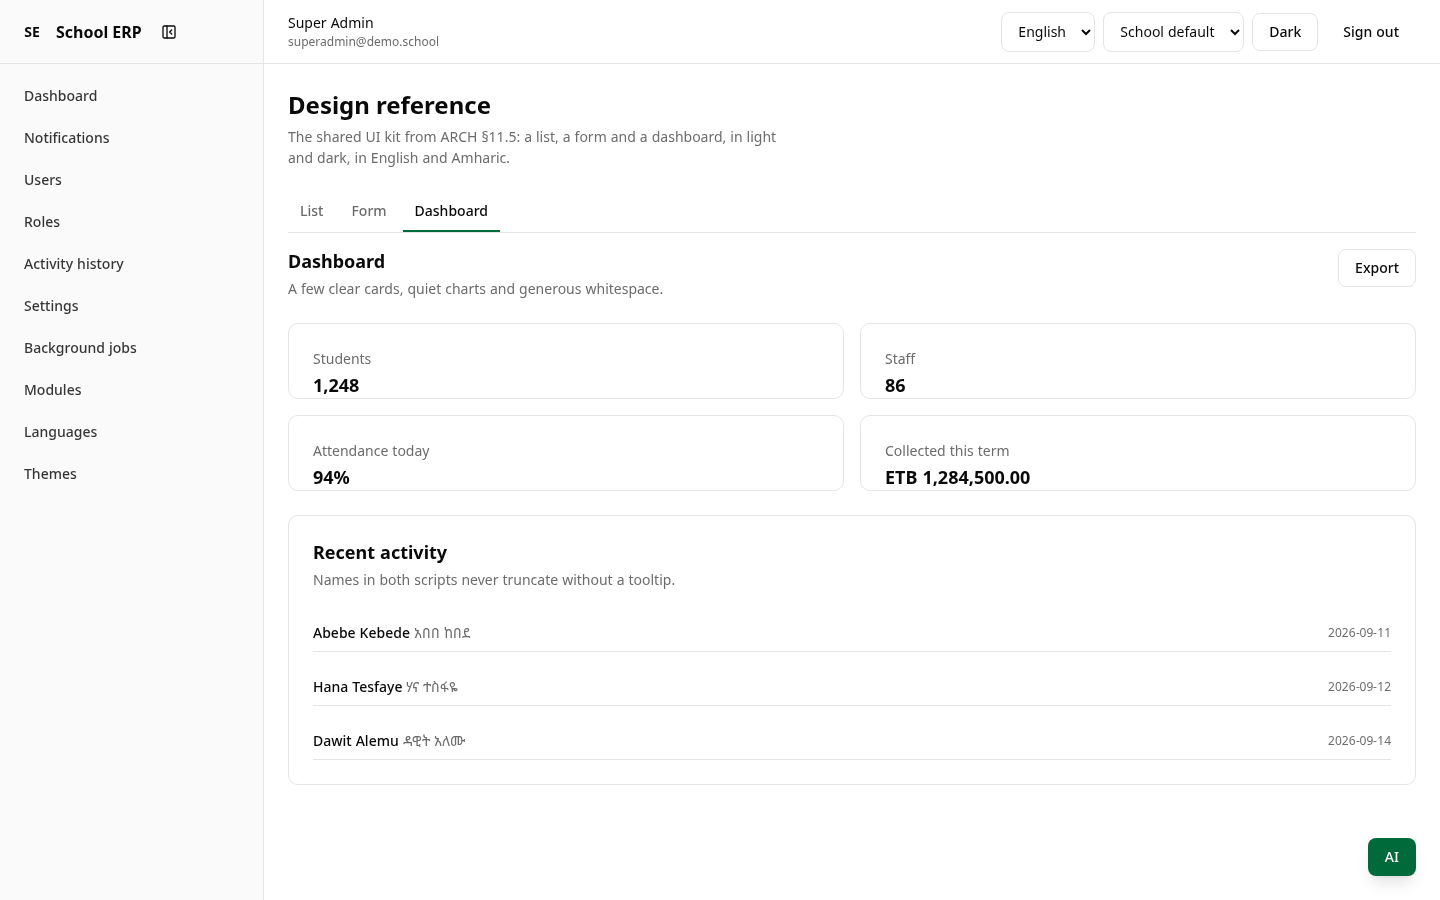 SE School ERP
Super Admin
superadmin@demo.school
English
School default
Dark
Sign out
Dashboard
Notifications
Users
Roles
Activity history
Settings
Background jobs
Modules
Languages
Themes
Design reference
The shared UI kit from ARCH §11.5: a list, a form and a dashboard, in light
and dark, in English and Amharic.
List Form Dashboard
Dashboard
A few clear cards, quiet charts and generous whitespace.
Export
Students
1,248
Staff
86
Attendance today
94%
Collected this term
ETB 1,284,500.00
Recent activity
Names in both scripts never truncate without a tooltip.
Abebe Kebede አበበ ከበደ 2026-09-11
Hana Tesfaye ሃና ተስፋዬ 2026-09-12
Dawit Alemu ዳዊት አለሙ 2026-09-14
AI